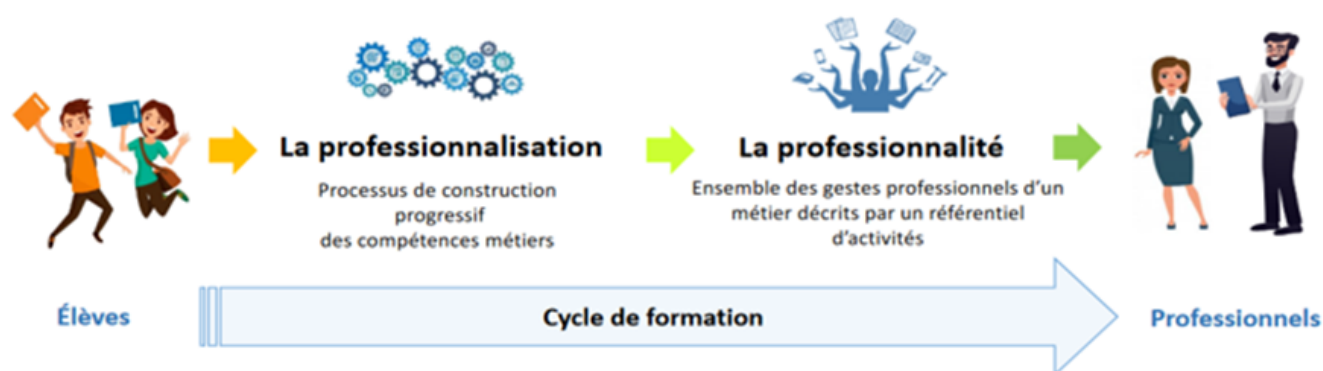 La professionnalisation
Processus de construction
progressif
des compétences métiers
La professionnalité
Ensemble des gestes professionnels d'un
métier décrits par un référentiel
d'activités
Élèves
Cycle de formation
Professionnels